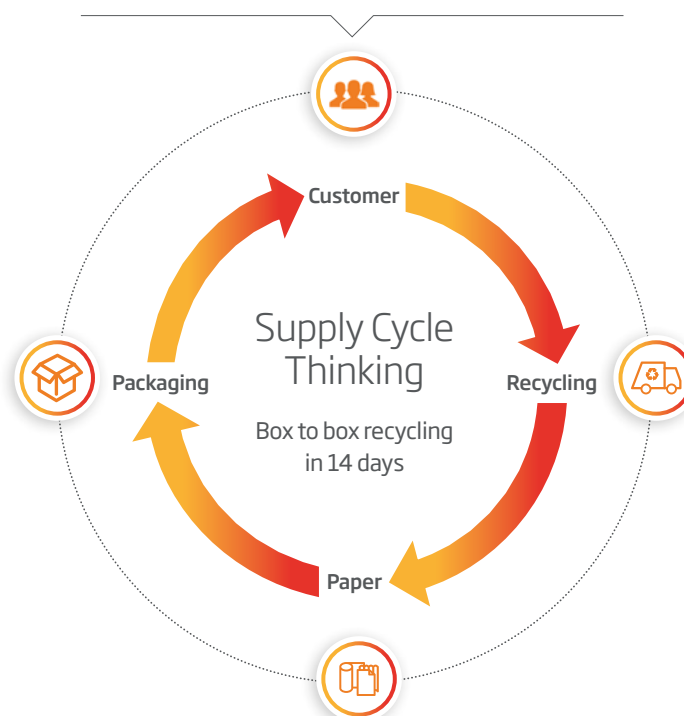 Customer
Supply Cycle
Thinking
Packaging
Recycling
Box to box recycling
in 14 days
Paper